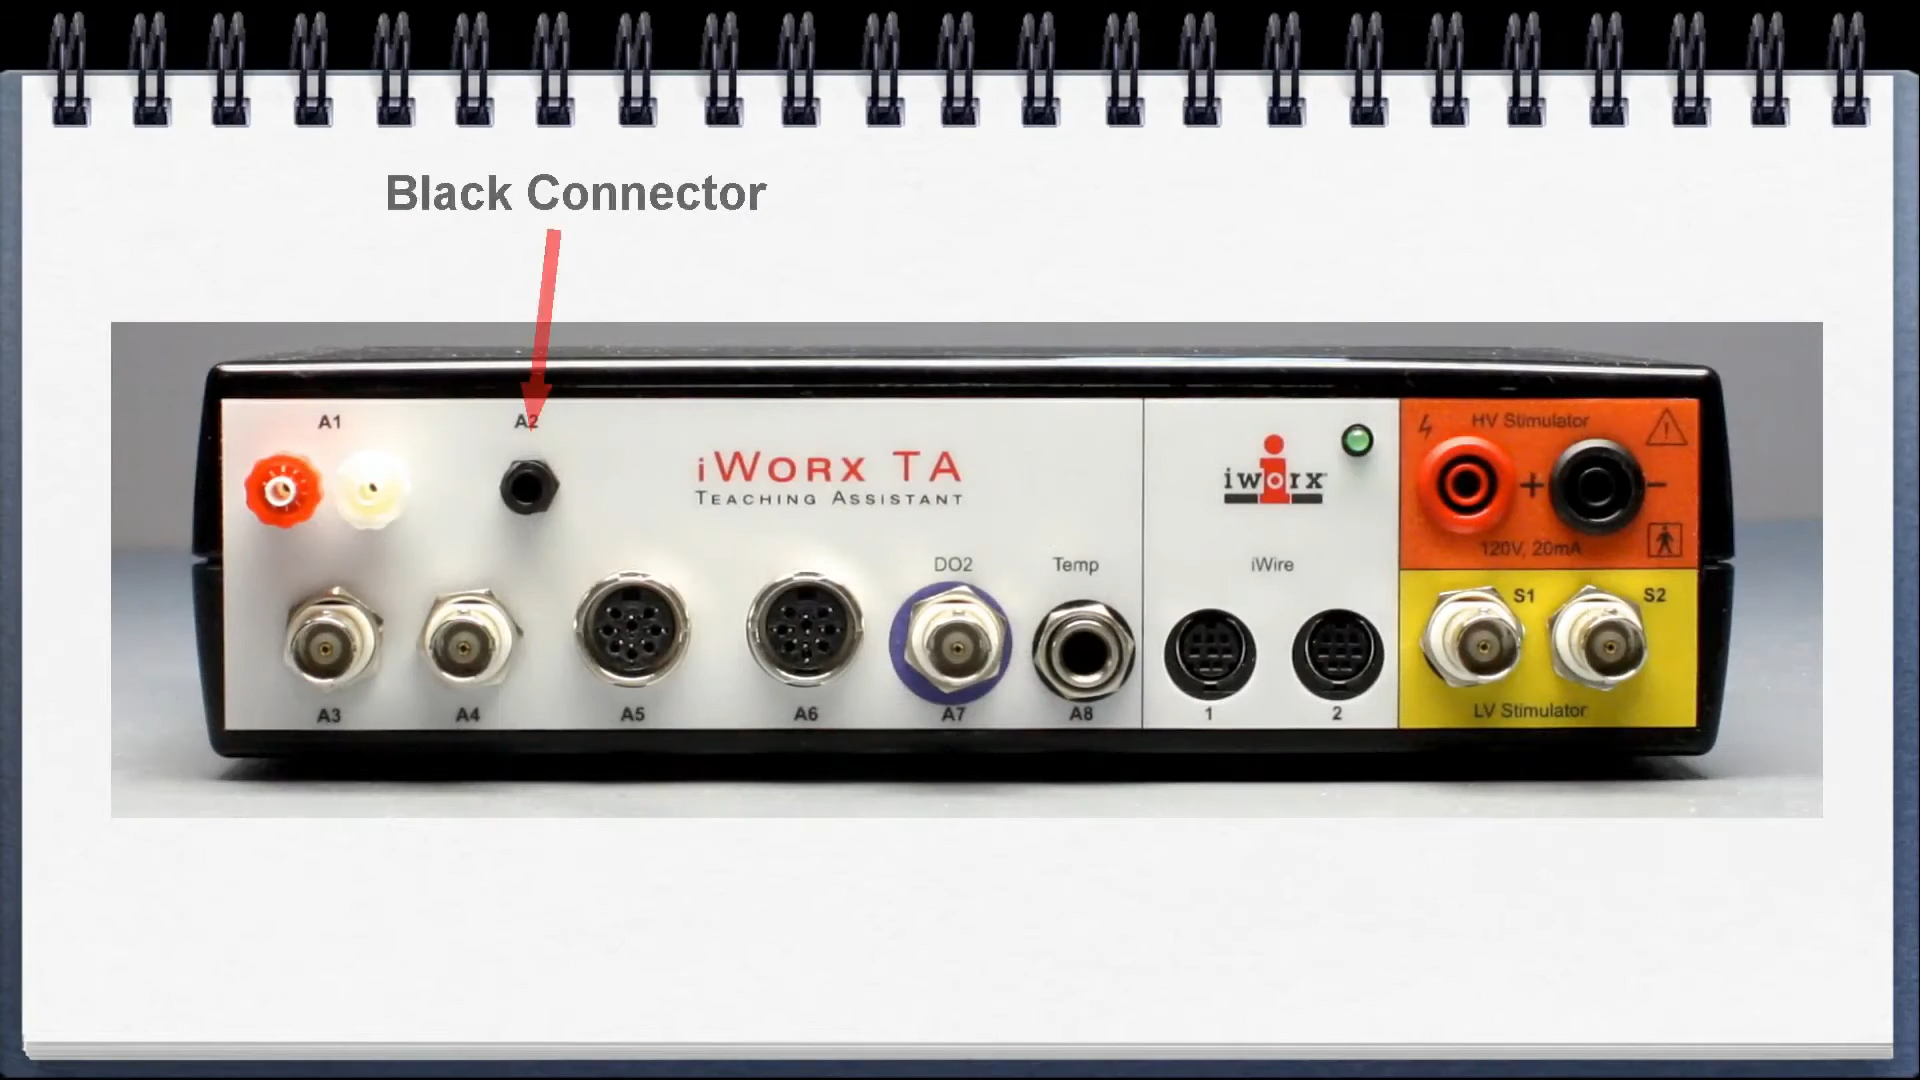 Black Connector
A1
A2
iWorx TA
Teaching Assistant
iworx
HV Stimulator
+
−
120V, 20mA
DO2
Temp
iWire
S1
S2
A3
A4
A5
A6
A7
A8
1
2
LV Stimulator